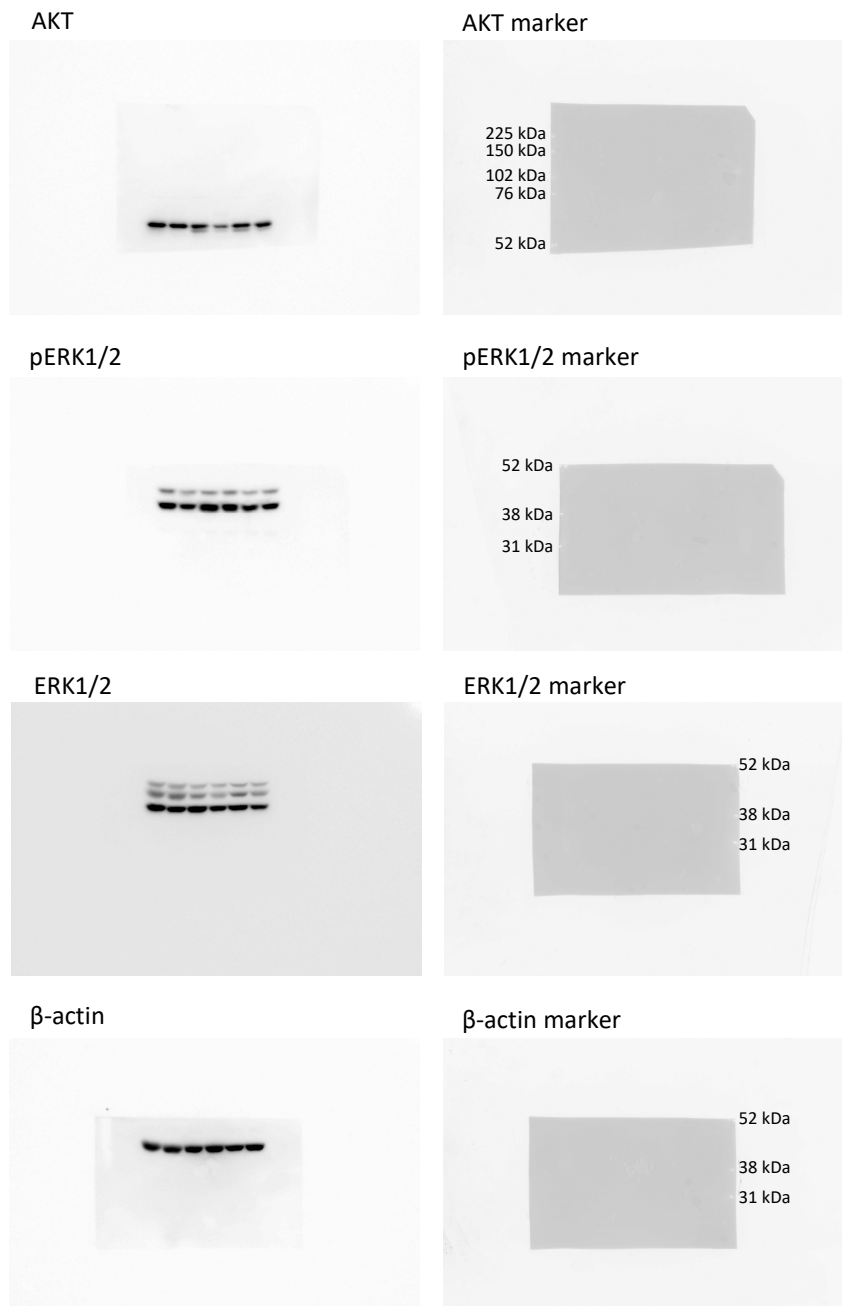 AKT
AKT marker
225 kDa
150 kDa
102 kDa
76 kDa
52 kDa
pERK1/2
pERK1/2 marker
52 kDa
38 kDa
31 kDa
ERK1/2
ERK1/2 marker
52 kDa
38 kDa
31 kDa
β-actin
β-actin marker
52 kDa
38 kDa
31 kDa